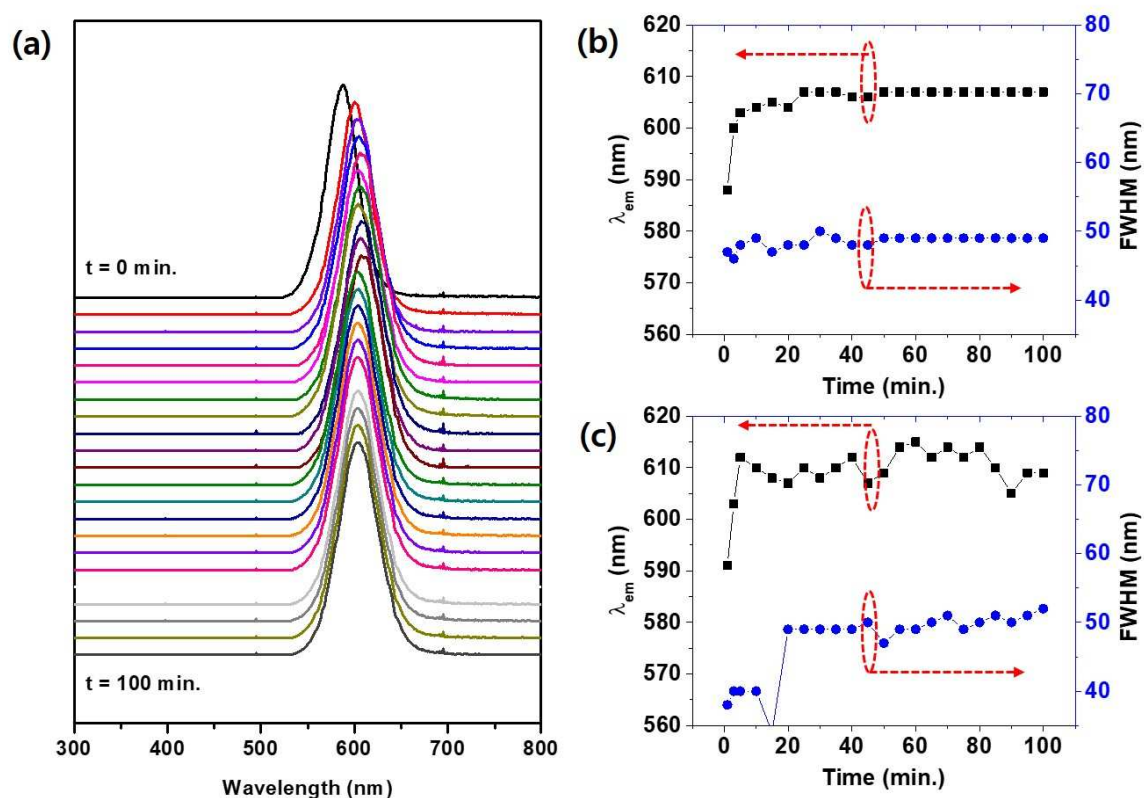 (a)
t = 0 min.
t = 100 min.
300 400 500 600 700 800
Wavelength (nm)
(b)
620
610
600
590
580
570
560
λem (nm)
80
70
60
50
40
FWHM (nm)
0 20 40 60 80 100
Time (min.)
(c)
620
610
600
590
580
570
560
λem (nm)
80
70
60
50
40
FWHM (nm)
0 20 40 60 80 100
Time (min.)